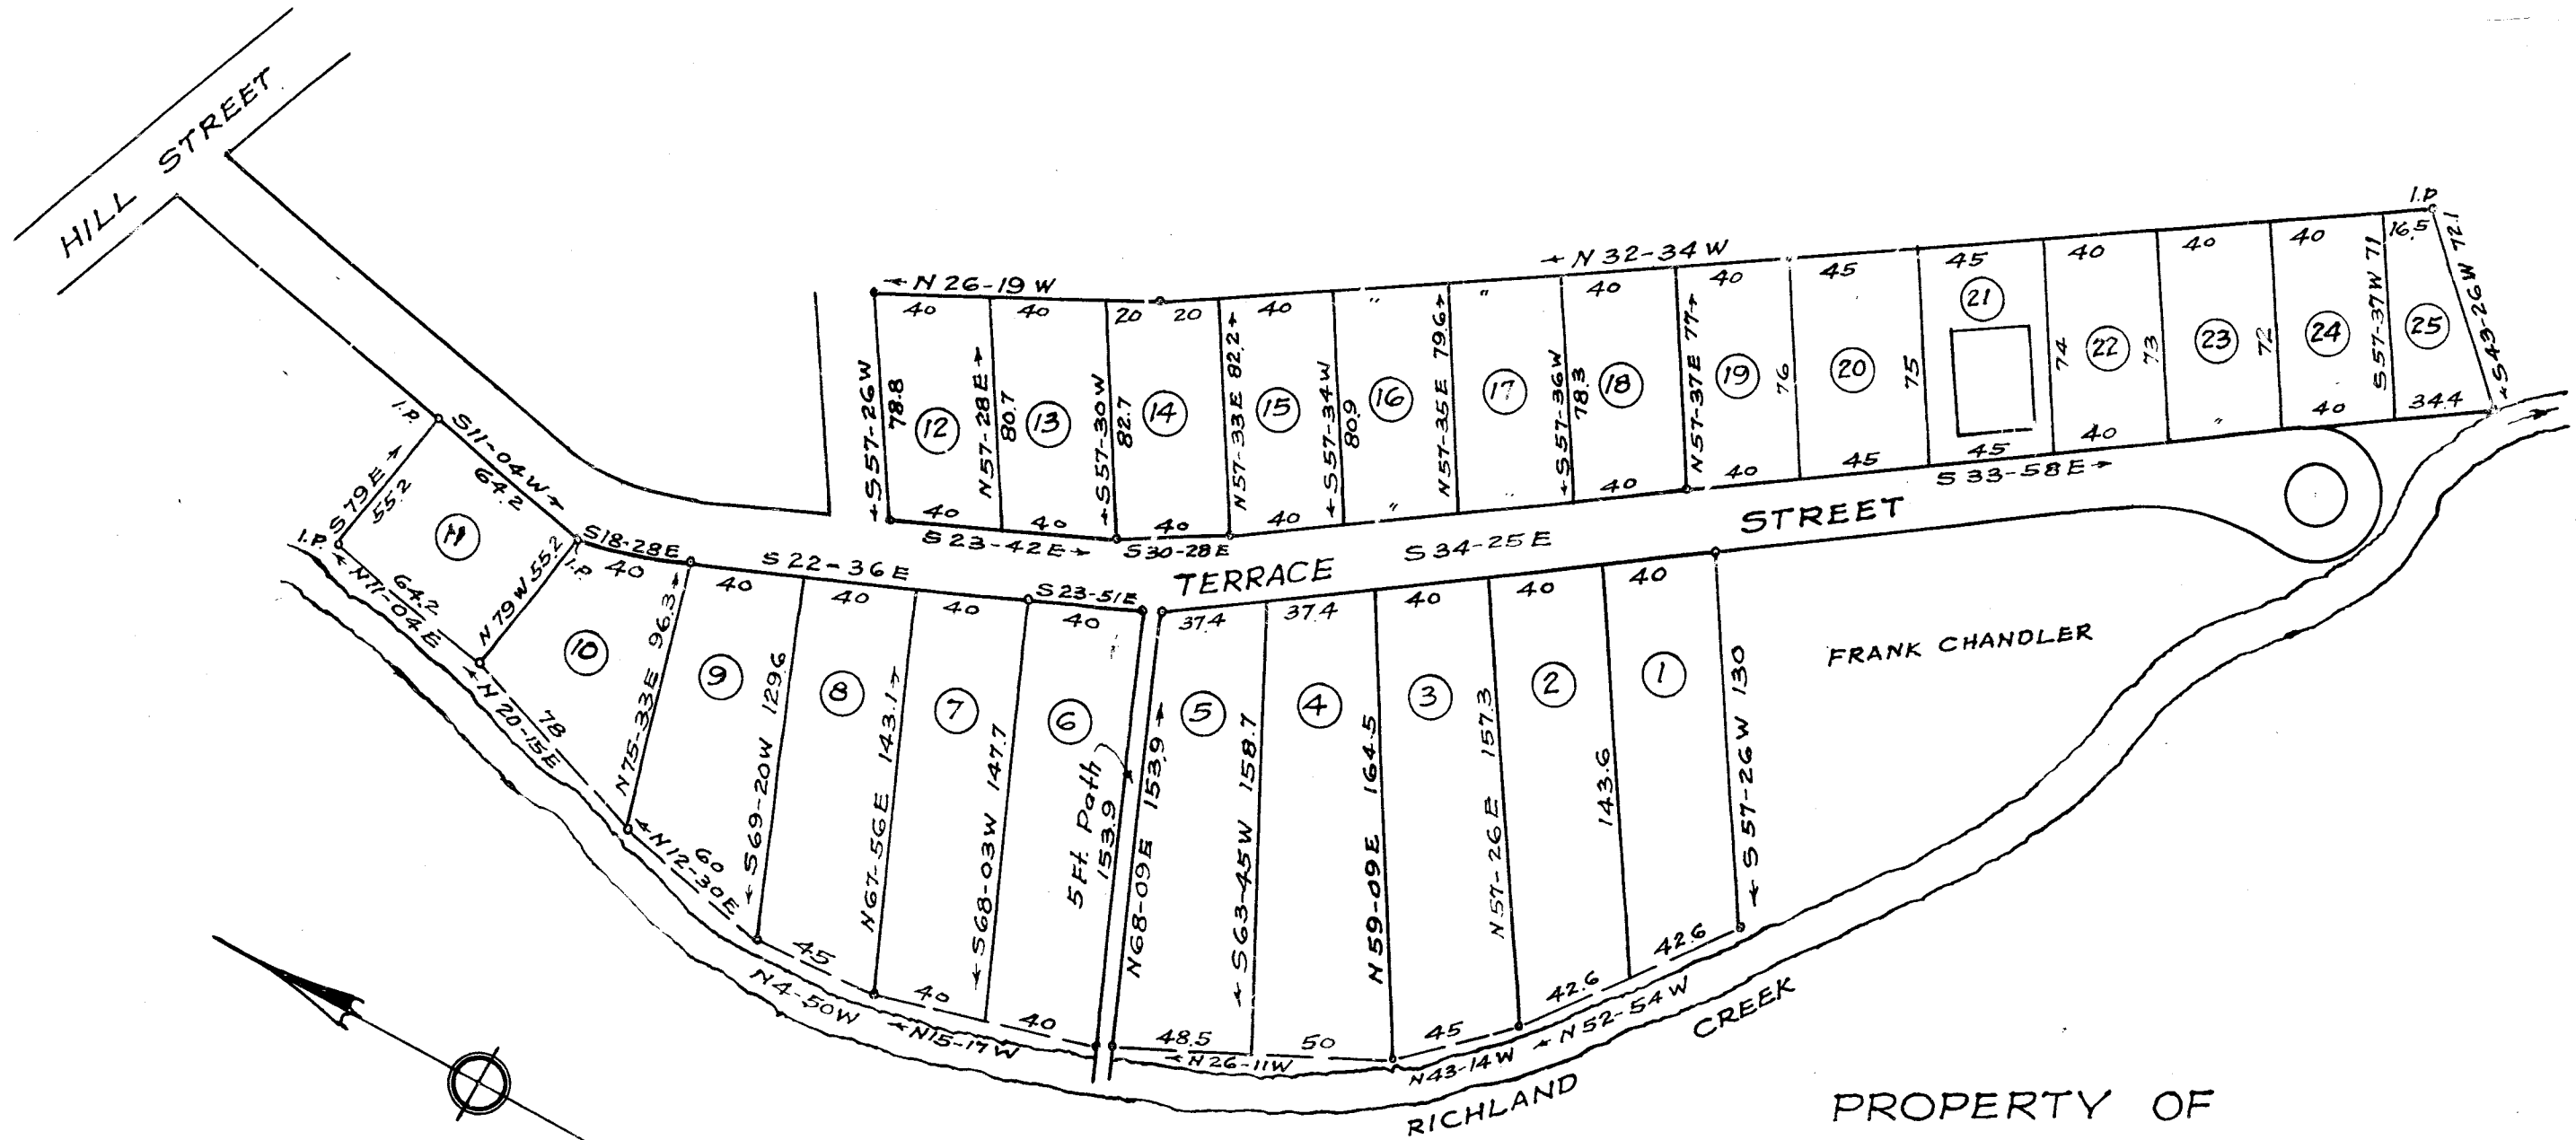 HILL STREET
I.P.
S11-04W
64.2
S79E
55.2
I.P.
11
N11-04E
64.2
N79W 55.2
I.P.
S18-28E
40
10
N20-15E
78
N75-33E 96.3
S22-36E
40
40
40
9
N12-30E
60
S69-20W 129.6
8
N4-50W
45
N67-56E 143.1
7
40
S68-03W 147.7
S23-51E
40
6
N15-17W
40
5 Ft. Path
153.9
N68-09E 153.9
37.4
5
48.5
N26-11W
S63-45W 158.7
37.4
4
50
N59-09E 164.5
40
3
45
N43-14W
N57-26E 157.3
40
2
42.6
N52-54W
143.6
40
1
42.6
S57-26W 130
FRANK CHANDLER
RICHLAND CREEK
TERRACE STREET
N26-19W
N32-34W
S57-26W
78.8
40
12
40
N57-28E
80.7
40
13
40
S57-30W
82.7
20 20
14
40
N57-33E 82.2
40
15
40
S57-34W
80.9
"
16
"
N57-35E 79.6
"
17
"
S57-36W
78.3
40
18
40
N57-37E 77
40
19
40
76
45
20
45
75
45
21
45
74
40
22
40
73
40
23
"
72
40
24
40
S57-37W 71
16.5
25
34.4
I.P
S43-26W 72.1
S23-42E
S30-28E
S34-25E
S33-58E
PROPERTY OF